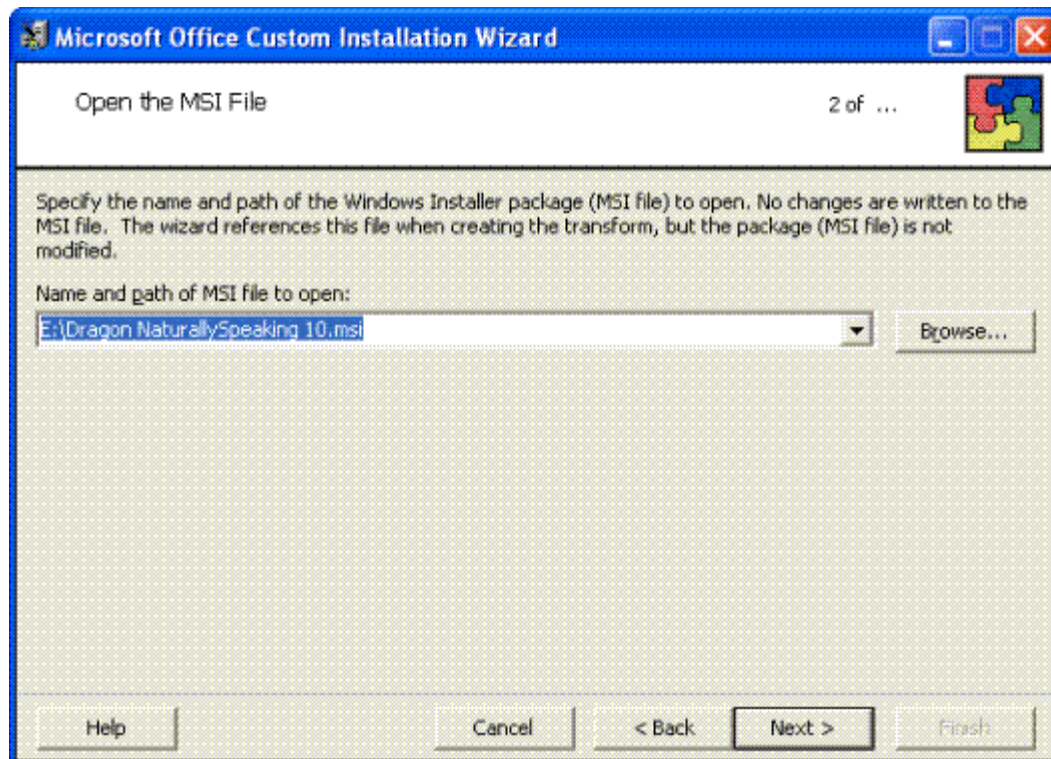 Microsoft Office Custom Installation Wizard
Open the MSI File
2 of ...
Specify the name and path of the Windows Installer package (MSI file) to open. No changes are written to the
MSI file. The wizard references this file when creating the transform, but the package (MSI file) is not
modified.
Name and path of MSI file to open:
E:\Dragon NaturallySpeaking 10.msi
Browse...
Help
Cancel
< Back
Next >
Finish